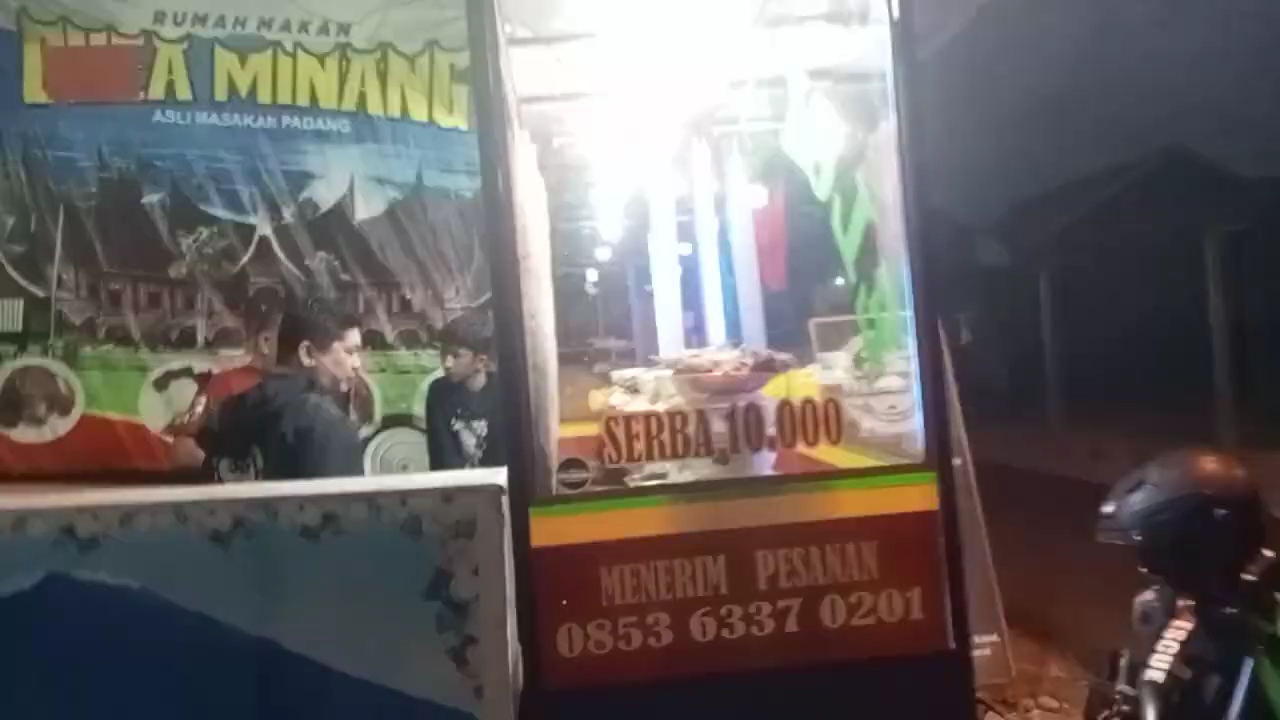 RUMAH MAKAN
MINANG
ASLI MASAKAN PADANG
SERBA 10.000
MENERIM PESANAN
0853 6337 0201